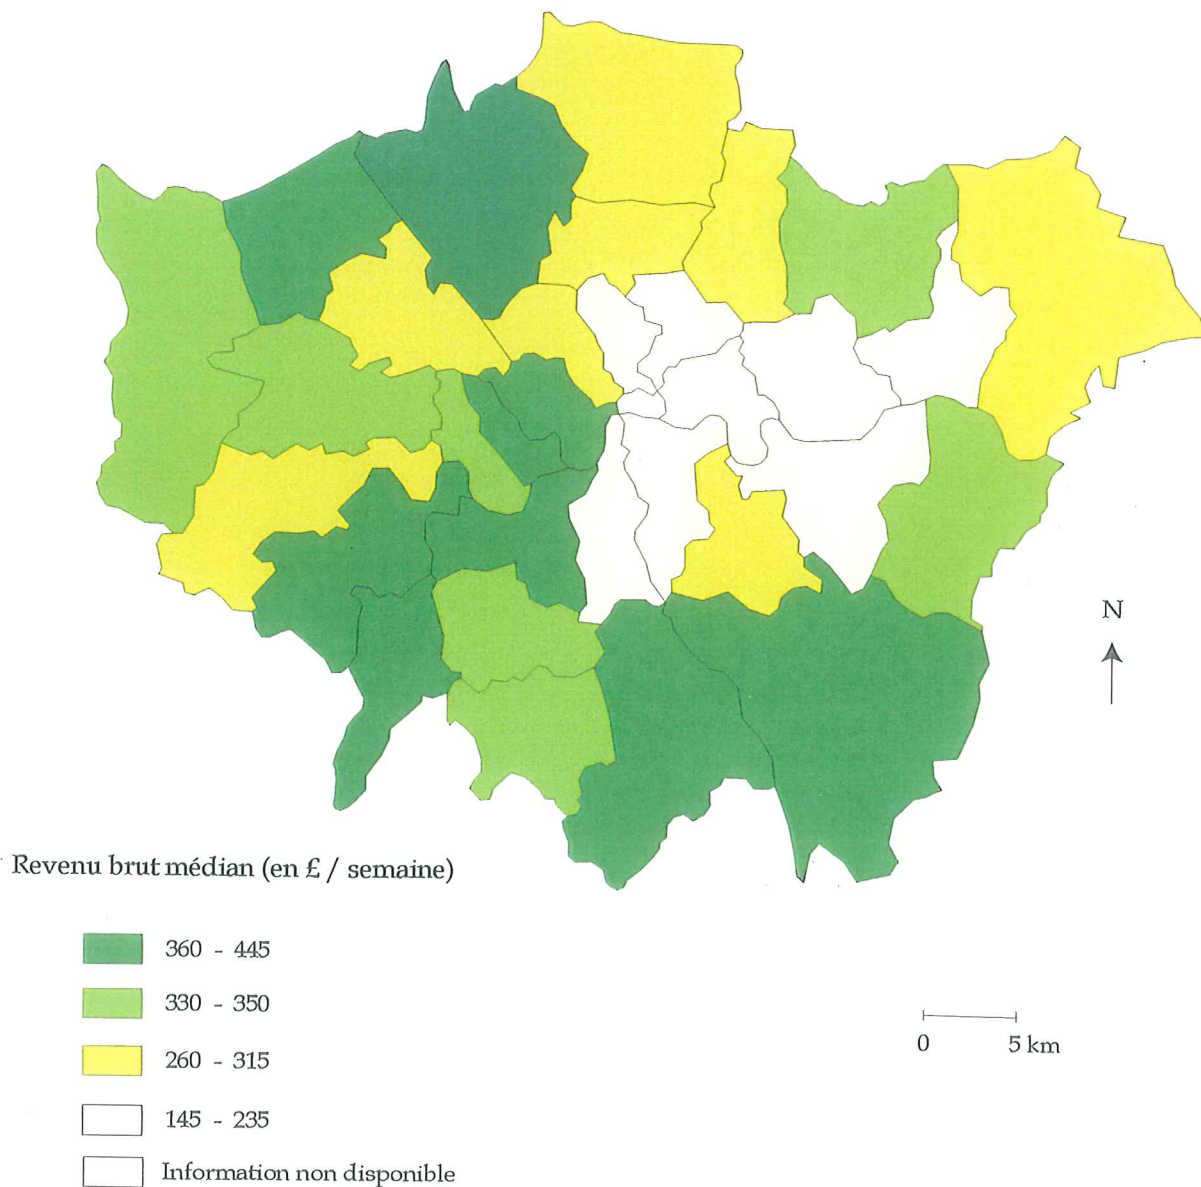 N
Revenu brut médian (en £ / semaine)
360 - 445
330 - 350
260 - 315
145 - 235
Information non disponible
0 5 km